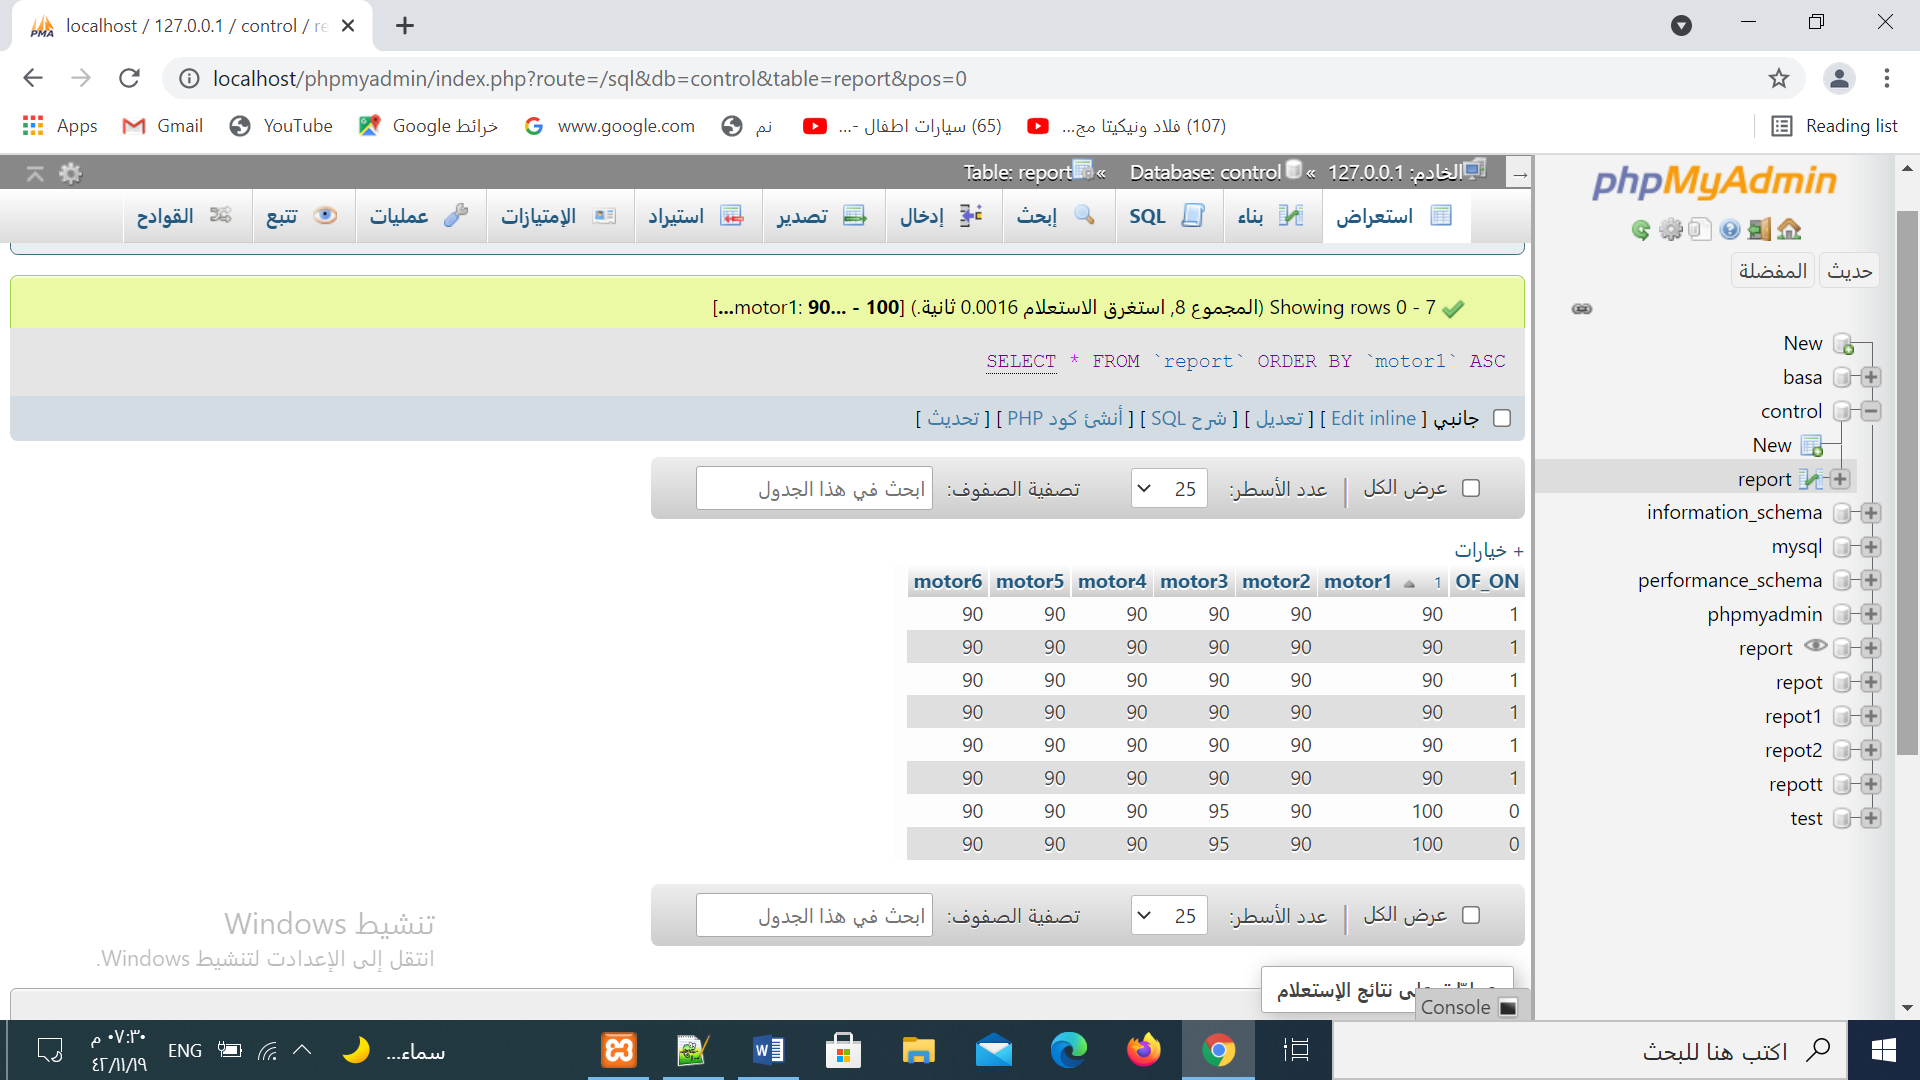 localhost / 127.0.0.1 / control / re
localhost/phpmyadmin/index.php?route=/sql&db=control&table=report&pos=0
Apps
Gmail
YouTube
خرائط Google
www.google.com
نم
(65) سيارات اطفال -...
(107) فلاد ونيكيتا مج...
Reading list
الخادم: 127.0.0.1 » Database: control » Table: report
استعراض
بناء
SQL
إبحث
إدخال
تصدير
استيراد
الإمتيازات
عمليات
تتبع
القوادح
Showing rows 0 - 7 (المجموع 8, استغرق الاستعلام 0.0016 ثانية.) [motor1: 90... - 100...]
SELECT * FROM `report` ORDER BY `motor1` ASC
جانبي [ Edit inline ] [ تعديل ] [ شرح SQL ] [ أنشئ كود PHP ] [ تحديث ]
عرض الكل | عدد الأسطر: 25 تصفية الصفوف: ابحث في هذا الجدول
+ خيارات
OF_ON motor1 1 motor2 motor3 motor4 motor5 motor6
1 90 90 90 90 90 90
1 90 90 90 90 90 90
1 90 90 90 90 90 90
1 90 90 90 90 90 90
1 90 90 90 90 90 90
1 90 90 90 90 90 90
0 100 90 95 90 90 90
0 100 90 95 90 90 90
عرض الكل | عدد الأسطر: 25 تصفية الصفوف: ابحث في هذا الجدول
نتائج الإستعلام
Console
phpMyAdmin
حديث
المفضلة
New
basa
control
New
report
information_schema
mysql
performance_schema
phpmyadmin
report
repot
repot1
repot2
repott
test
تنشيط Windows
انتقل إلى الإعدادت لتنشيط Windows.
اكتب هنا للبحث
سماء...
ENG
٠٧:٣٠ م
٤٢/١١/١٩